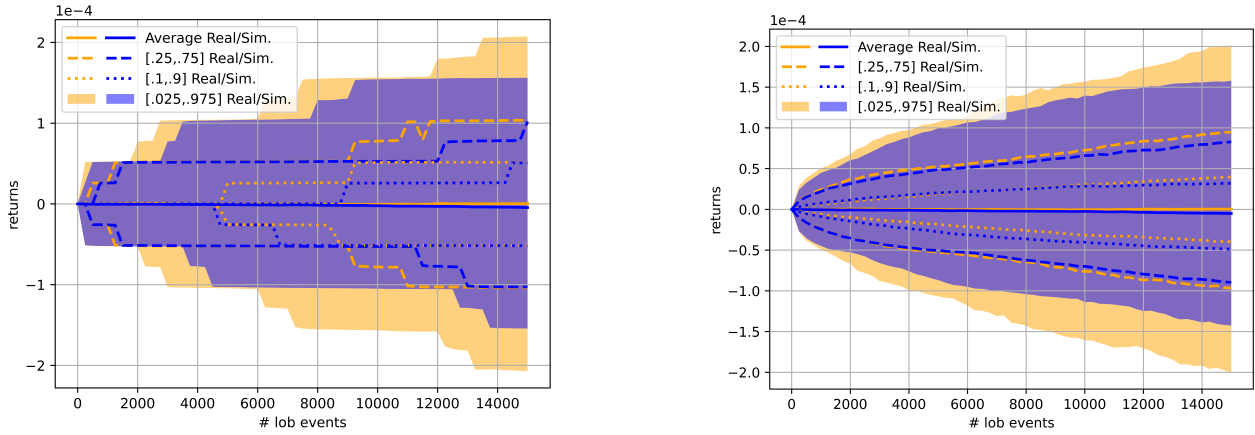 1e−4
2
1
0
−1
−2
returns
Average Real/Sim.
[.25,.75] Real/Sim.
[.1,.9] Real/Sim.
[.025,.975] Real/Sim.
0 2000 4000 6000 8000 10000 12000 14000
# lob events
1e−4
2.0
1.5
1.0
0.5
0.0
−0.5
−1.0
−1.5
−2.0
returns
Average Real/Sim.
[.25,.75] Real/Sim.
[.1,.9] Real/Sim.
[.025,.975] Real/Sim.
0 2000 4000 6000 8000 10000 12000 14000
# lob events